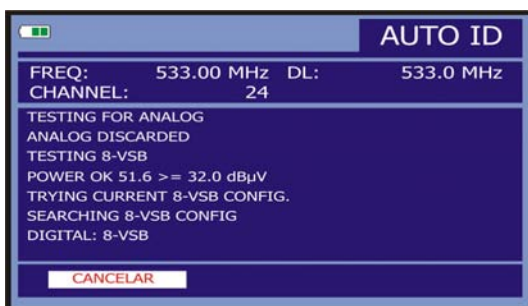 AUTO ID
FREQ: 533.00 MHz DL: 533.0 MHz
CHANNEL: 24
TESTING FOR ANALOG
ANALOG DISCARDED
TESTING 8-VSB
POWER OK 51.6 >= 32.0 dBµV
TRYING CURRENT 8-VSB CONFIG.
SEARCHING 8-VSB CONFIG
DIGITAL: 8-VSB
CANCELAR